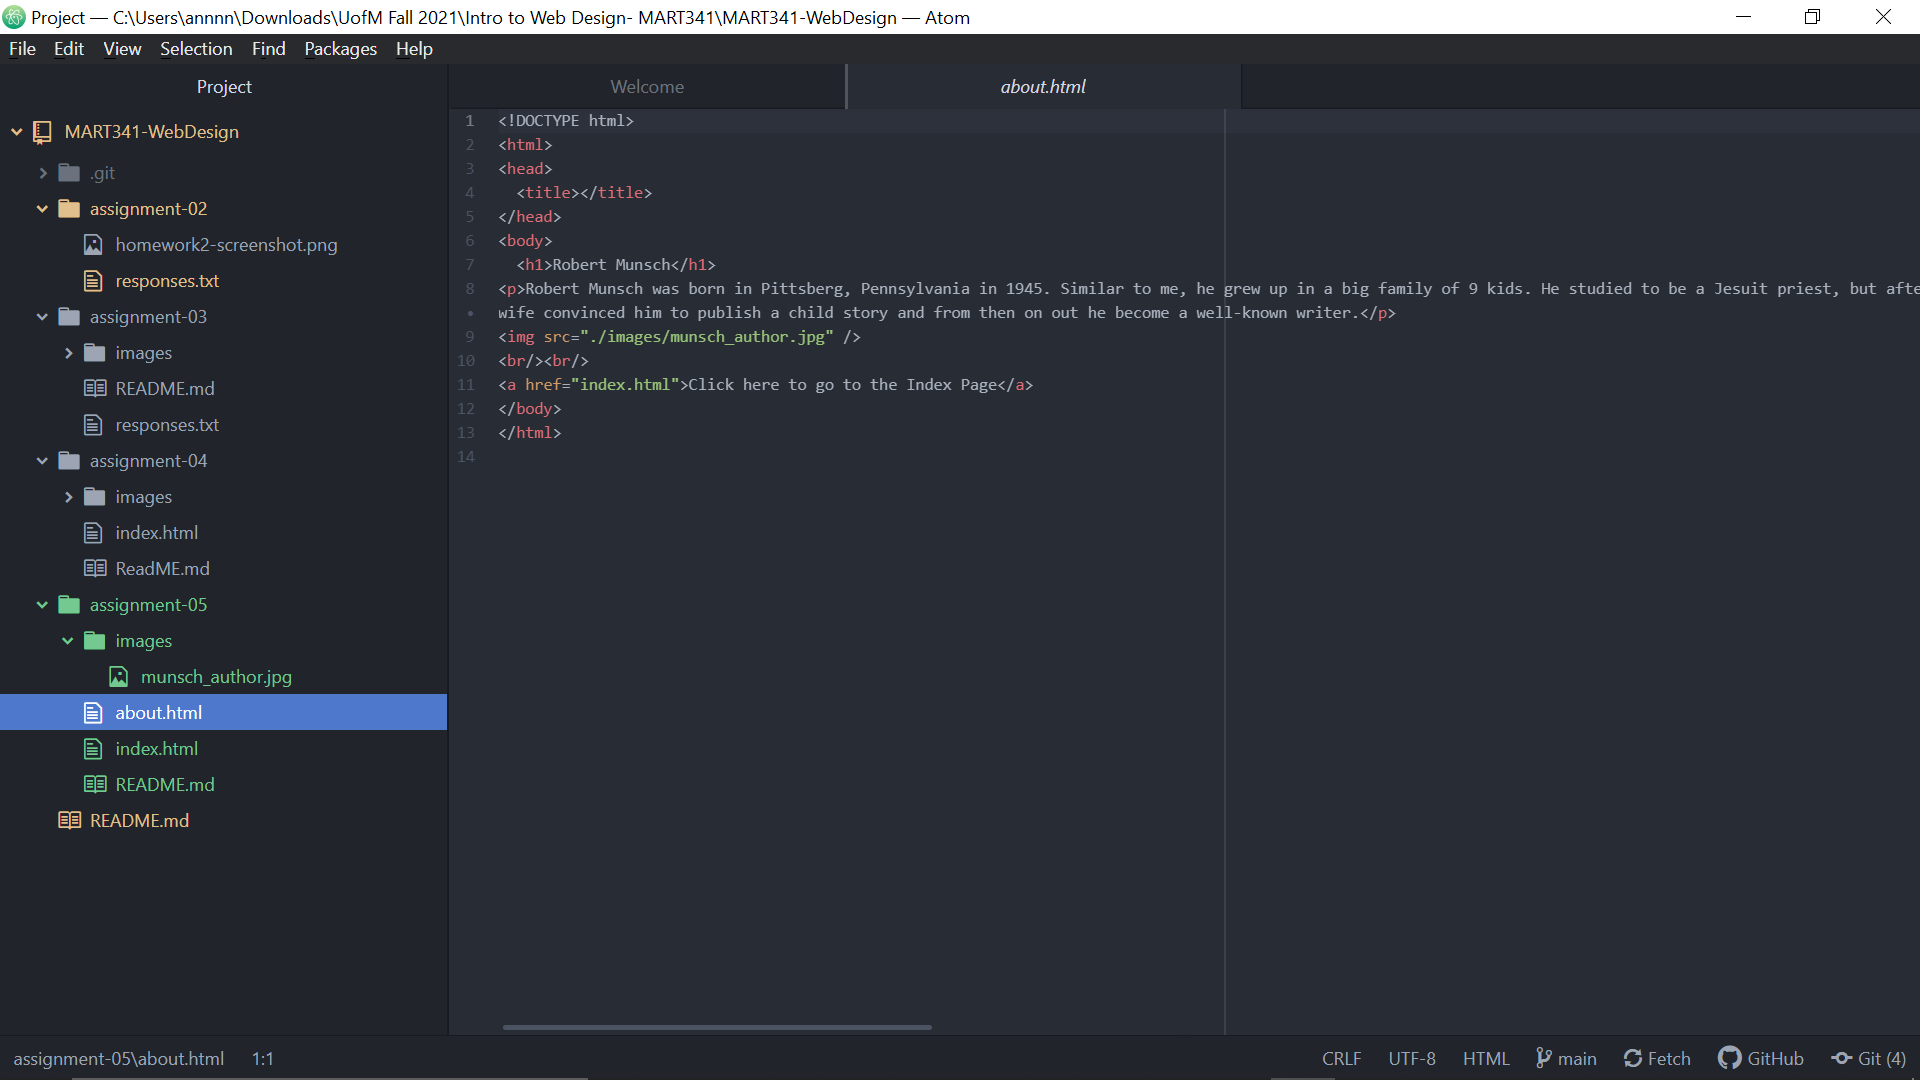 Project — C:\Users\annnn\Downloads\UofM Fall 2021\Intro to Web Design- MART341\MART341-WebDesign — Atom
File Edit View Selection Find Packages Help
Project
Welcome
about.html
MART341-WebDesign
.git
assignment-02
homework2-screenshot.png
responses.txt
assignment-03
images
README.md
responses.txt
assignment-04
images
index.html
ReadME.md
assignment-05
images
munsch_author.jpg
about.html
index.html
README.md
README.md
1 <!DOCTYPE html>
2 <html>
3 <head>
4 <title></title>
5 </head>
6 <body>
7 <h1>Robert Munsch</h1>
8 <p>Robert Munsch was born in Pittsberg, Pennsylvania in 1945. Similar to me, he grew up in a big family of 9 kids. He studied to be a Jesuit priest, but afte
• wife convinced him to publish a child story and from then on out he become a well-known writer.</p>
9 <img src="./images/munsch_author.jpg" />
10 <br/><br/>
11 <a href="index.html">Click here to go to the Index Page</a>
12 </body>
13 </html>
14
assignment-05\about.html 1:1 CRLF UTF-8 HTML main Fetch GitHub Git (4)